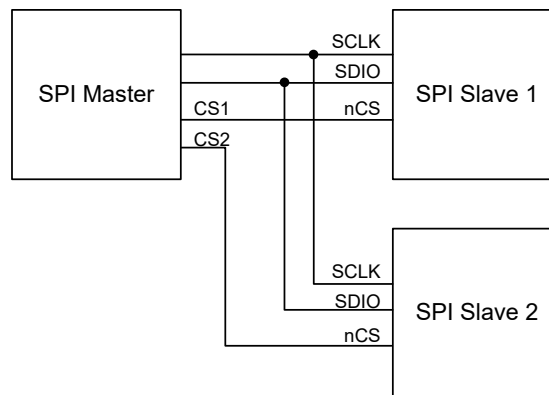 SCLK
SDIO
SPI Master
SPI Slave 1
CS1
nCS
CS2
SCLK
SDIO
SPI Slave 2
nCS